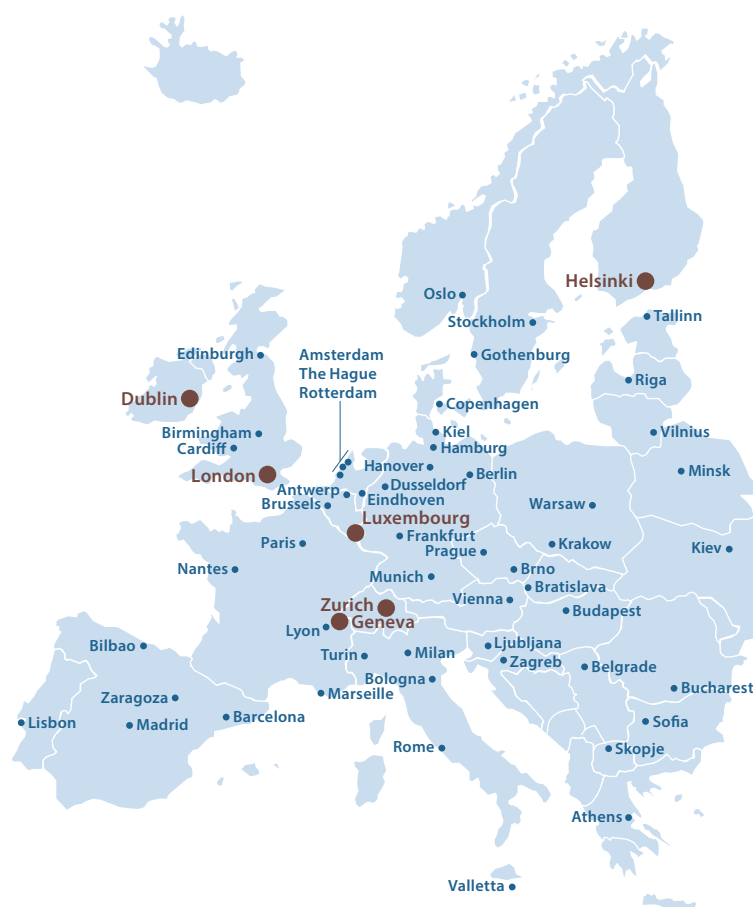 Helsinki
Oslo
Tallinn
Stockholm
Edinburgh
Amsterdam
The Hague
Rotterdam
Gothenburg
Riga
Dublin
Copenhagen
Birmingham
Kiel
Vilnius
Cardiff
Hamburg
London
Hanover
Berlin
Minsk
Antwerp
Dusseldorf
Brussels
Eindhoven
Warsaw
Luxembourg
Paris
Frankfurt
Prague
Krakow
Kiev
Nantes
Munich
Brno
Bratislava
Zurich
Vienna
Geneva
Budapest
Lyon
Bilbao
Turin
Milan
Ljubljana
Zagreb
Belgrade
Bologna
Marseille
Bucharest
Zaragoza
Lisbon
Madrid
Barcelona
Sofia
Rome
Skopje
Athens
Valletta